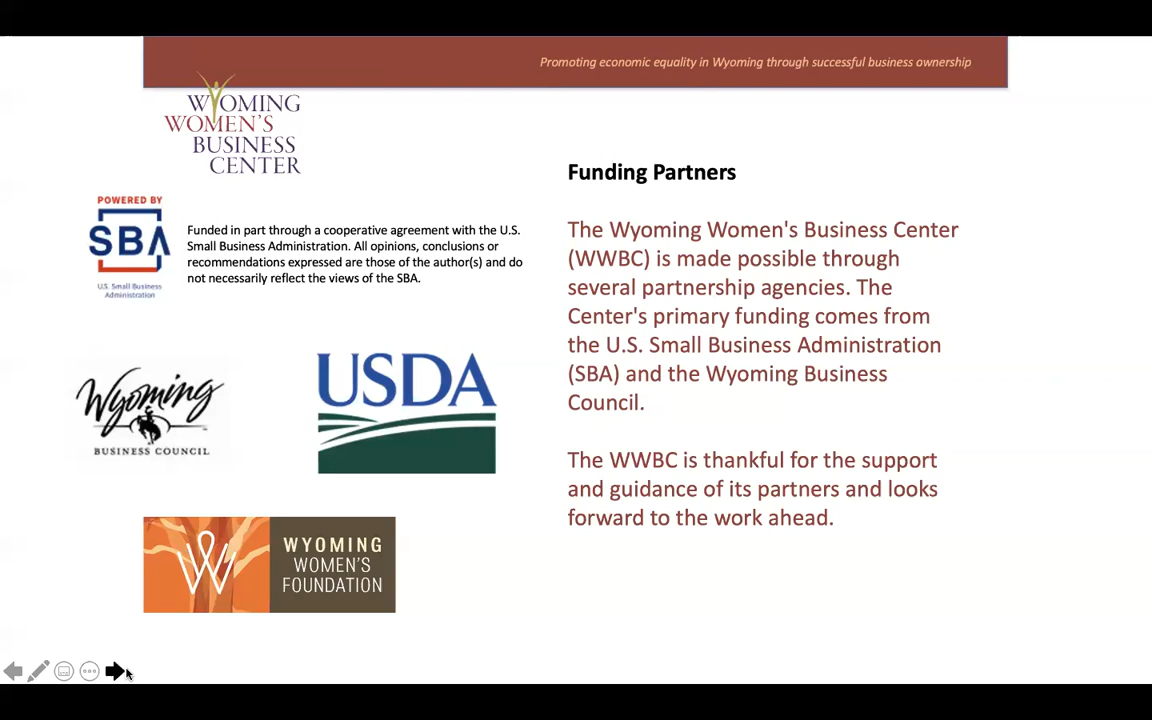 Promoting economic equality in Wyoming through successful business ownership
WYOMING
WOMEN'S
BUSINESS
CENTER
POWERED BY
SBA
U.S. Small Business
Administration
Funded in part through a cooperative agreement with the U.S.
Small Business Administration. All opinions, conclusions or
recommendations expressed are those of the author(s) and do
not necessarily reflect the views of the SBA.
Wyoming
BUSINESS COUNCIL
USDA
W
WYOMING
WOMEN'S
FOUNDATION
Funding Partners
The Wyoming Women's Business Center
(WWBC) is made possible through
several partnership agencies. The
Center's primary funding comes from
the U.S. Small Business Administration
(SBA) and the Wyoming Business
Council.
The WWBC is thankful for the support
and guidance of its partners and looks
forward to the work ahead.